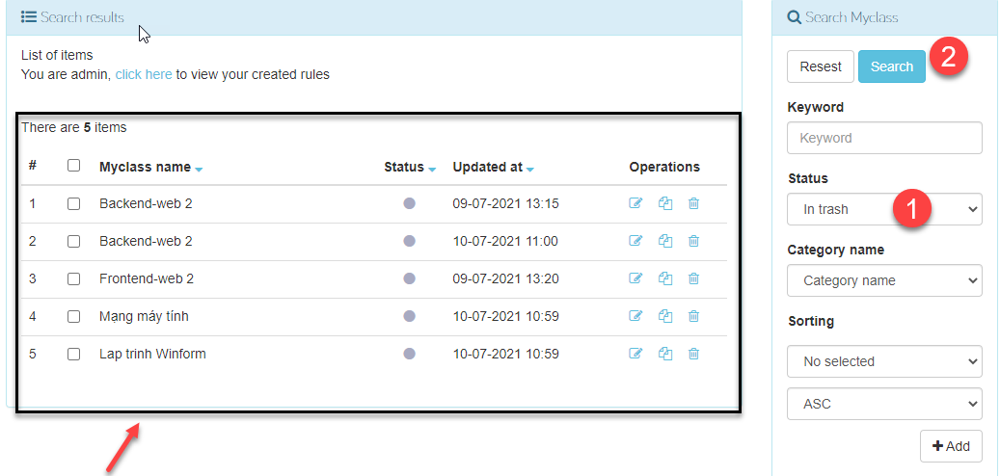 Search results
List of items
You are admin, click here to view your created rules
There are 5 items
# Myclass name Status Updated at Operations
1 Backend-web 2 09-07-2021 13:15
2 Backend-web 2 10-07-2021 11:00
3 Frontend-web 2 09-07-2021 13:20
4 Mạng máy tính 10-07-2021 10:59
5 Lap trinh Winform 10-07-2021 10:59
Search Myclass
Resest Search 2
Keyword
Keyword
Status
In trash 1
Category name
Category name
Sorting
No selected
ASC
+ Add